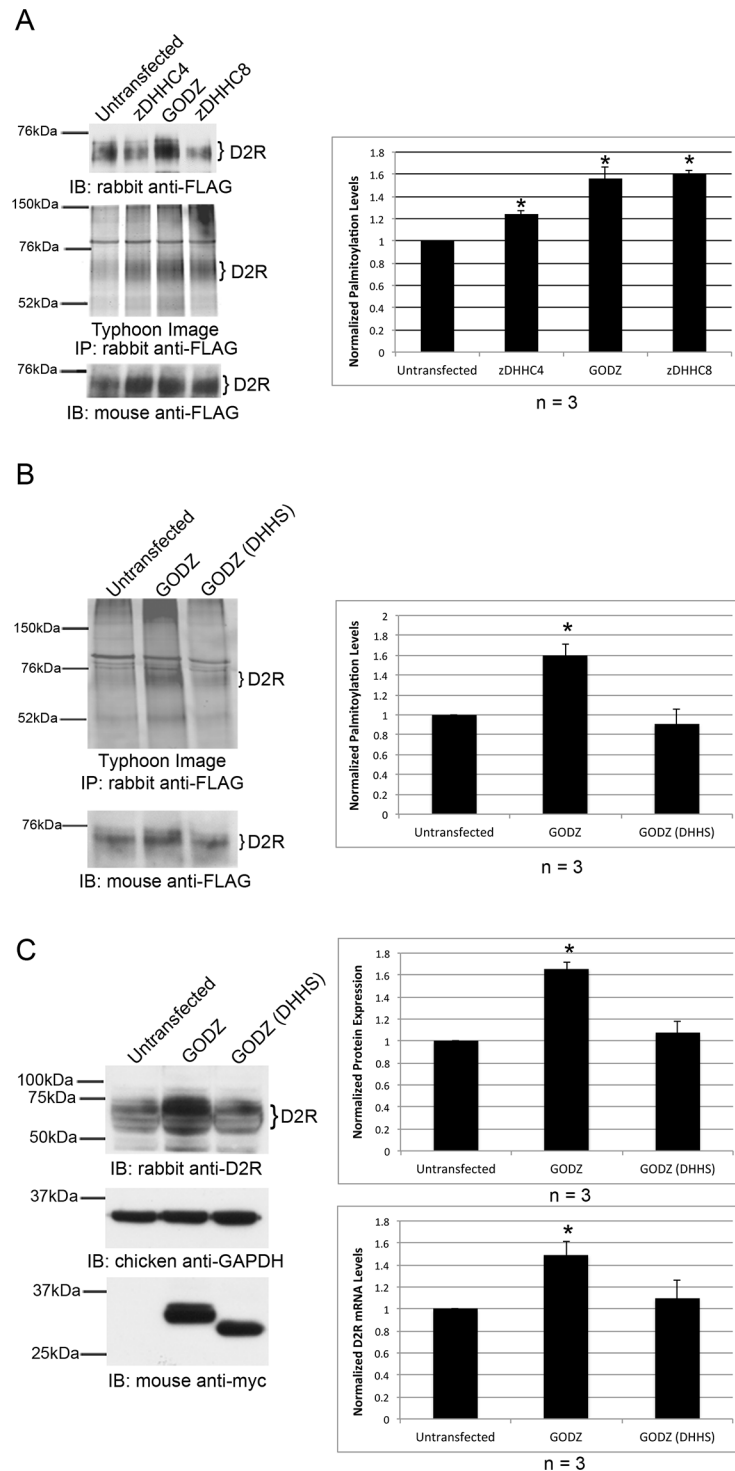 A
Untransfected
zDHHC4
GODZ
zDHHC8
76kDa
D2R
IB: rabbit anti-FLAG
150kDa
76kDa
D2R
52kDa
Typhoon Image
IP: rabbit anti-FLAG
76kDa
D2R
IB: mouse anti-FLAG
Normalized Palmitoylation Levels
1.8
1.6
1.4
1.2
1
0.8
0.6
0.4
0.2
0
*
*
*
Untransfected
zDHHC4
GODZ
zDHHC8
n = 3
B
Untransfected
GODZ
GODZ (DHHS)
150kDa
76kDa
D2R
52kDa
Typhoon Image
IP: rabbit anti-FLAG
76kDa
D2R
IB: mouse anti-FLAG
Normalized Palmitoylation Levels
2
1.8
1.6
1.4
1.2
1
0.8
0.6
0.4
0.2
0
*
Untransfected
GODZ
GODZ (DHHS)
n = 3
C
Untransfected
GODZ
GODZ (DHHS)
100kDa
75kDa
D2R
50kDa
IB: rabbit anti-D2R
37kDa
IB: chicken anti-GAPDH
37kDa
25kDa
IB: mouse anti-myc
Normalized Protein Expression
1.8
1.6
1.4
1.2
1
0.8
0.6
0.4
0.2
0
*
Untransfected
GODZ
GODZ (DHHS)
n = 3
Normalized D2R mRNA Levels
1.8
1.6
1.4
1.2
1
0.8
0.6
0.4
0.2
0
*
Untransfected
GODZ
GODZ (DHHS)
n = 3